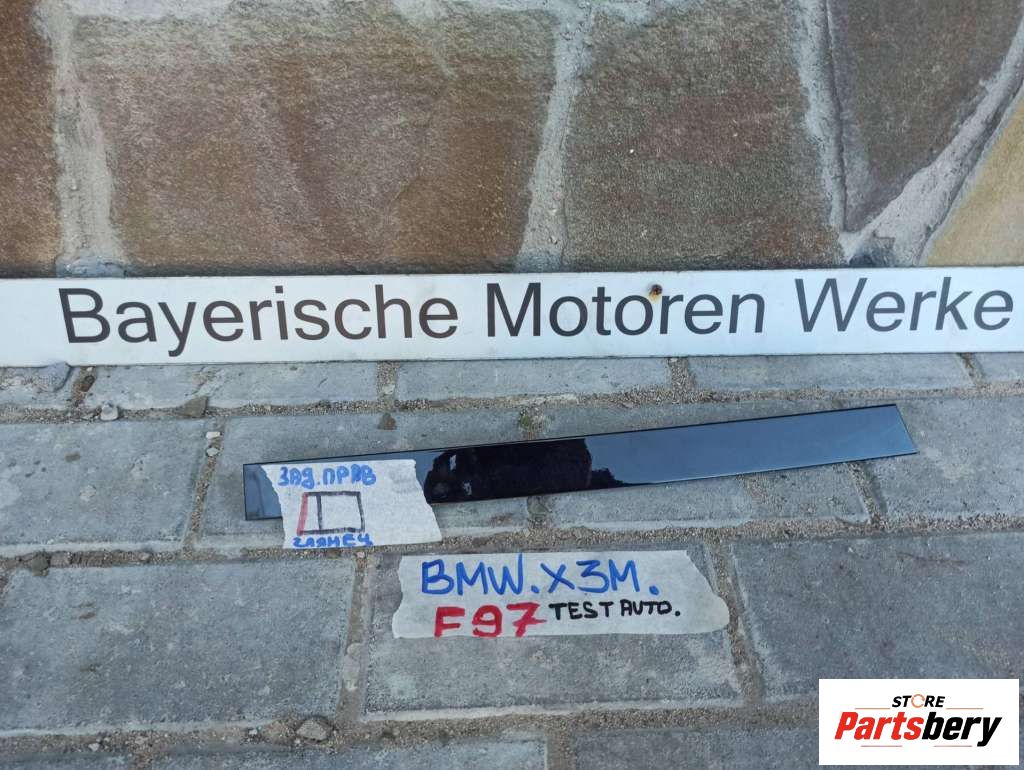 Bayerische Motoren Werke
ЗАД.ПРАВ
ГЛЯНЕЦ
BMW.X3M.
F97 TEST AUTO.
STORE
Partsbery